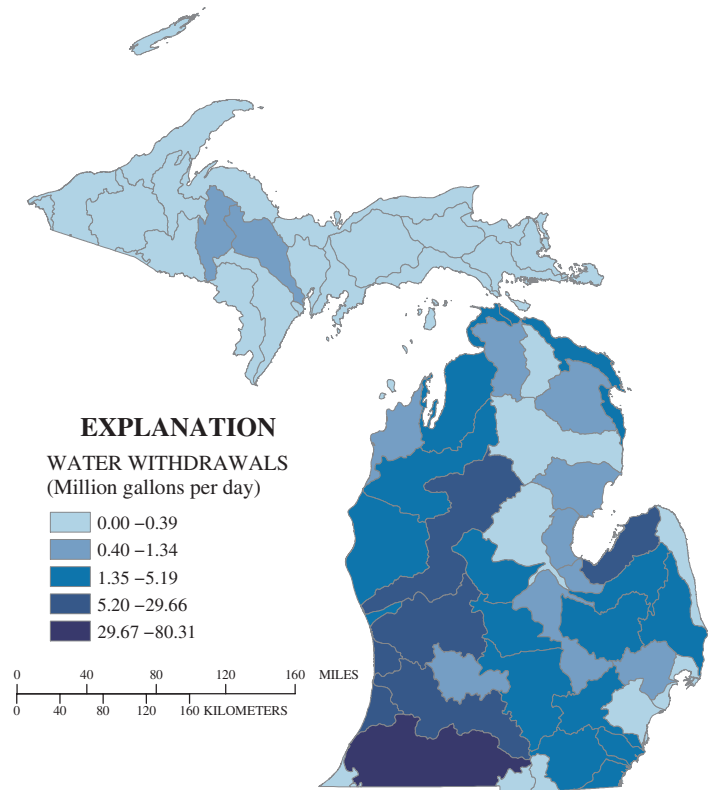 EXPLANATION
WATER WITHDRAWALS
(Million gallons per day)
0.00 –0.39
0.40 –1.34
1.35 –5.19
5.20 –29.66
29.67 –80.31
0 40 80 120 160 MILES
0 40 80 120 160 KILOMETERS